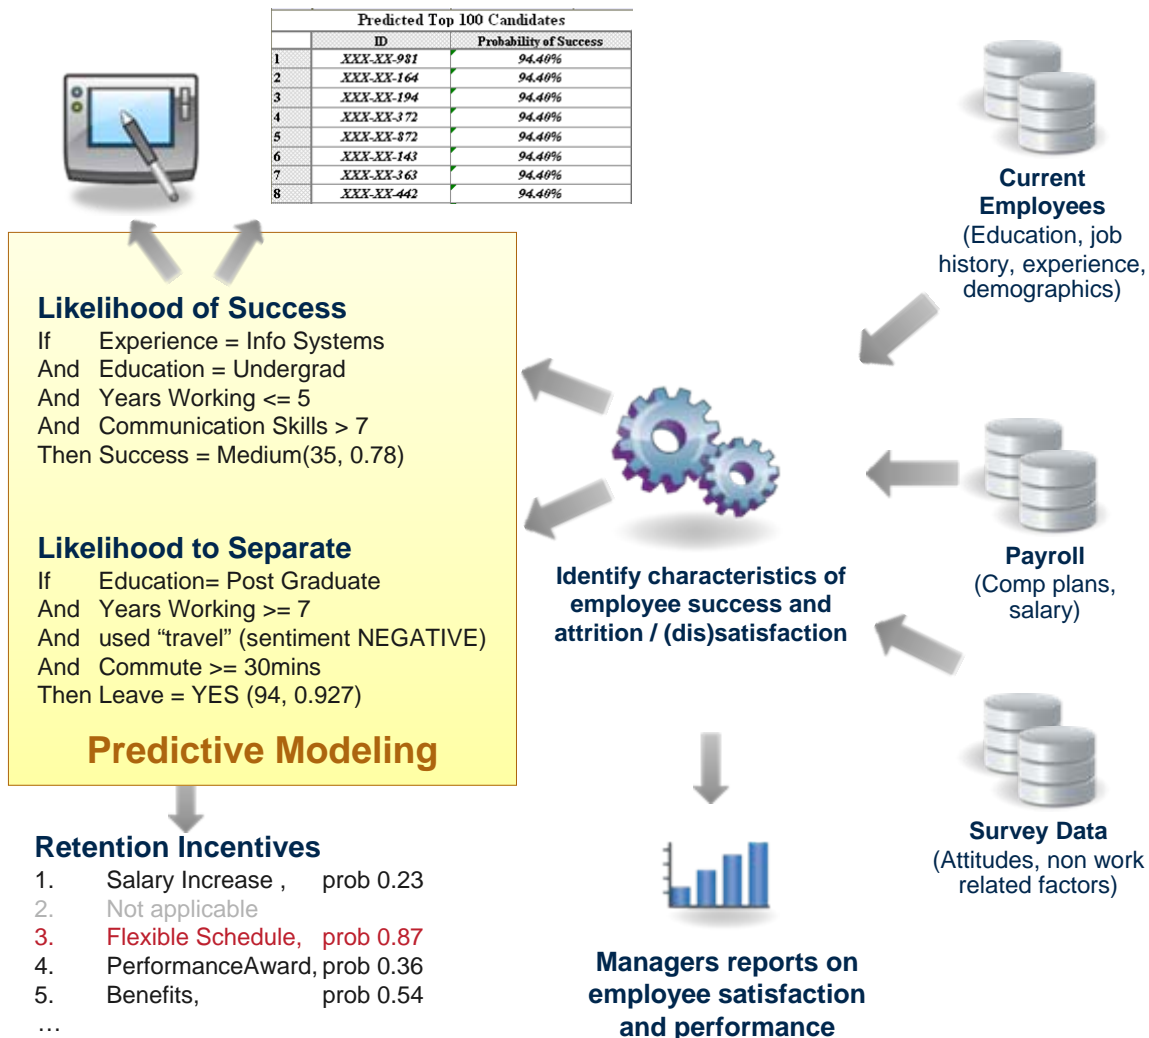 Predicted Top 100 Candidates
ID Probability of Success
1 XXX-XX-981 94.40%
2 XXX-XX-164 94.40%
3 XXX-XX-194 94.40%
4 XXX-XX-372 94.40%
5 XXX-XX-872 94.40%
6 XXX-XX-143 94.40%
7 XXX-XX-363 94.40%
8 XXX-XX-442 94.40%
Current
Employees
(Education, job
history, experience,
demographics)
Likelihood of Success
If Experience = Info Systems
And Education = Undergrad
And Years Working <= 5
And Communication Skills > 7
Then Success = Medium(35, 0.78)
Likelihood to Separate
If Education= Post Graduate
And Years Working >= 7
And used “travel” (sentiment NEGATIVE)
And Commute >= 30mins
Then Leave = YES (94, 0.927)
Predictive Modeling
Identify characteristics of
employee success and
attrition / (dis)satisfaction
Payroll
(Comp plans,
salary)
Survey Data
(Attitudes, non work
related factors)
Retention Incentives
1. Salary Increase , prob 0.23
2. Not applicable
3. Flexible Schedule, prob 0.87
4. PerformanceAward, prob 0.36
5. Benefits, prob 0.54
…
Managers reports on
employee satisfaction
and performance